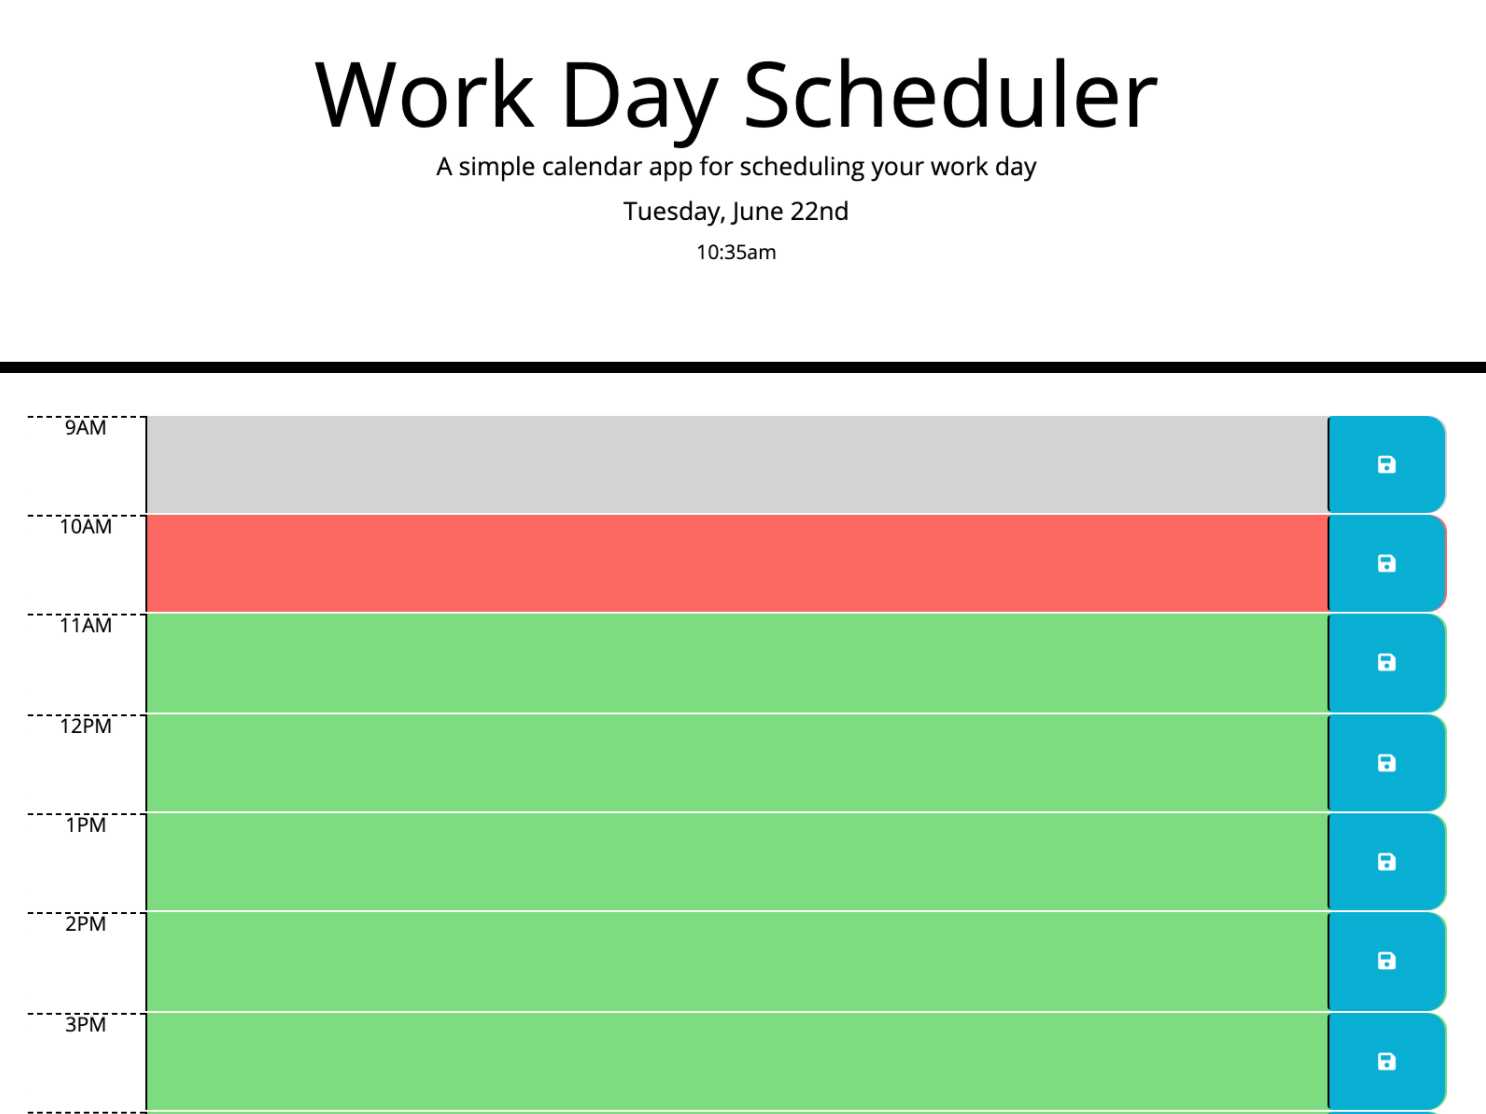 Work Day Scheduler
A simple calendar app for scheduling your work day
Tuesday, June 22nd
10:35am
9AM
10AM
11AM
12PM
1PM
2PM
3PM